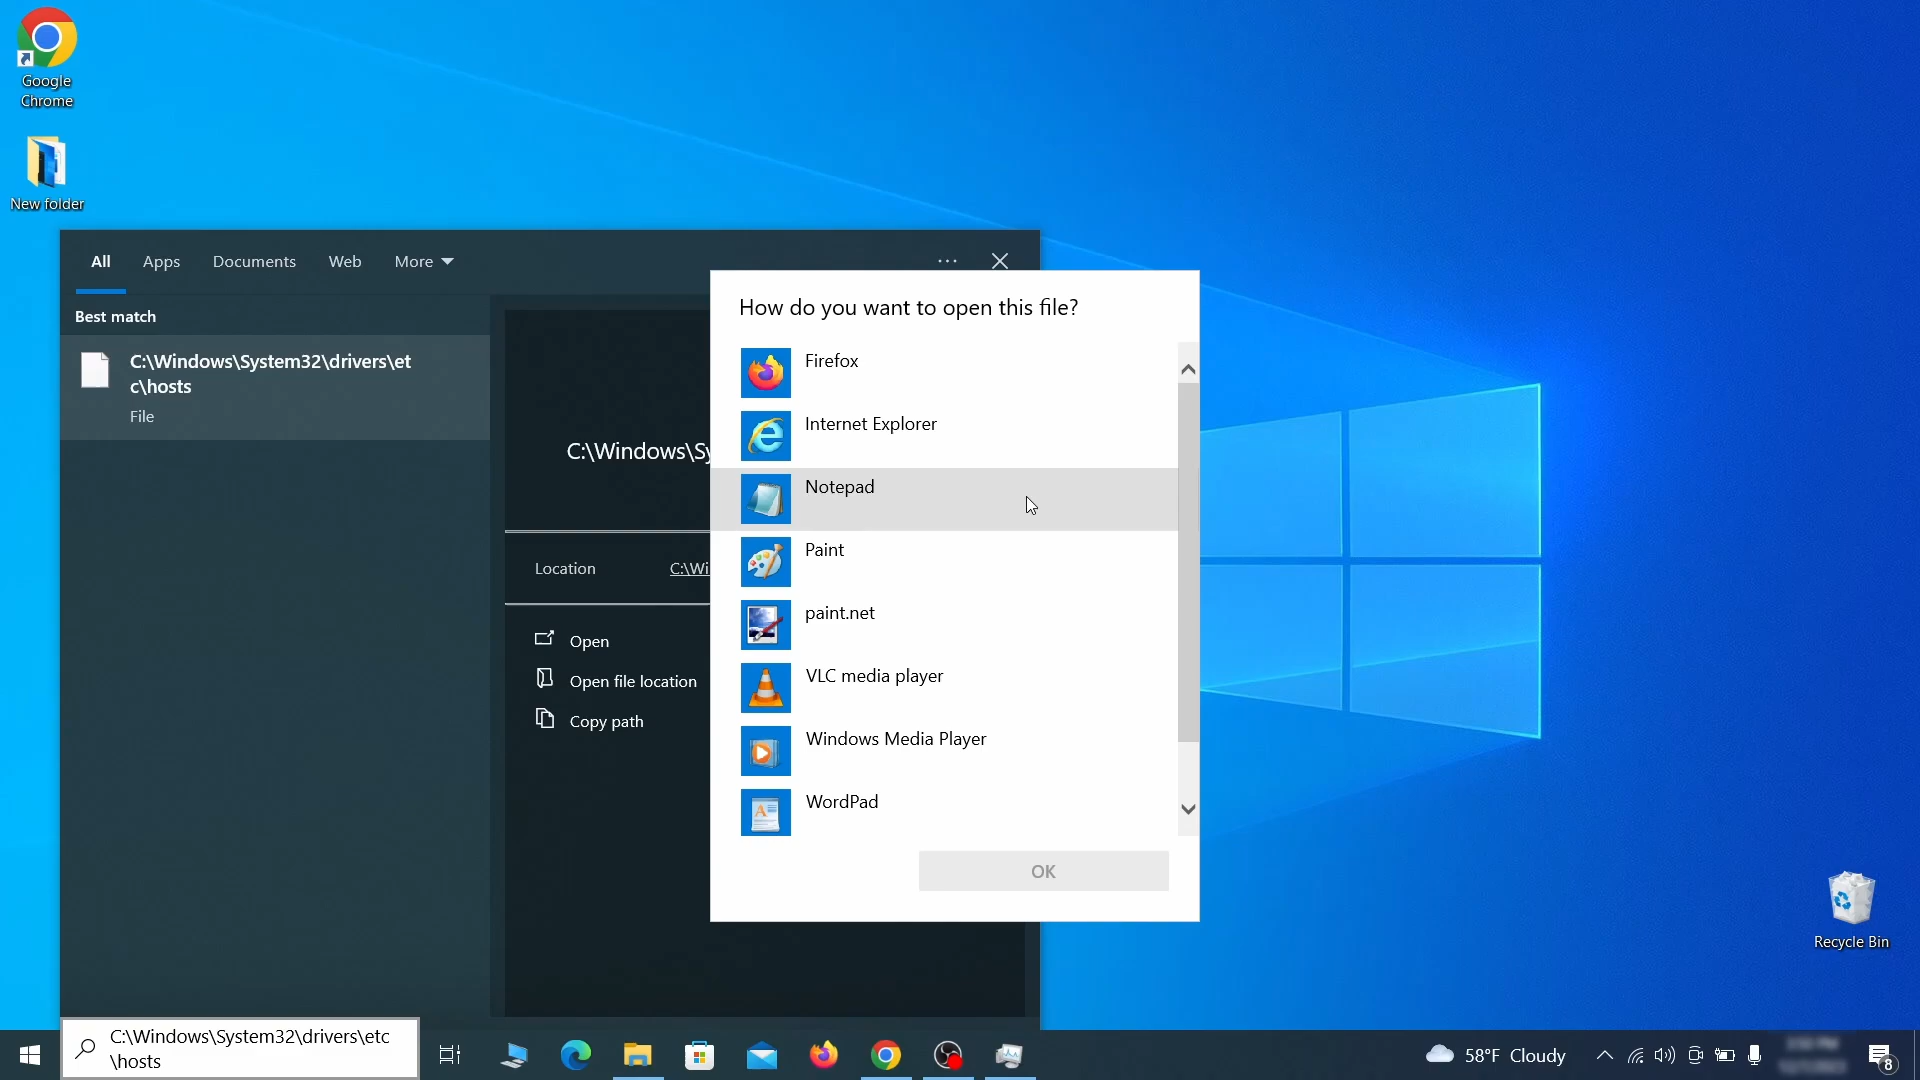 Google
Chrome
New folder
All
Apps
Documents
Web
More
Best match
C:\Windows\System32\drivers\et
c\hosts
File
C:\Windows\Sy
Location
C:\Wi
Open
Open file location
Copy path
How do you want to open this file?
Firefox
Internet Explorer
Notepad
Paint
paint.net
VLC media player
Windows Media Player
WordPad
OK
Recycle Bin
C:\Windows\System32\drivers\etc
\hosts
58°F Cloudy
8